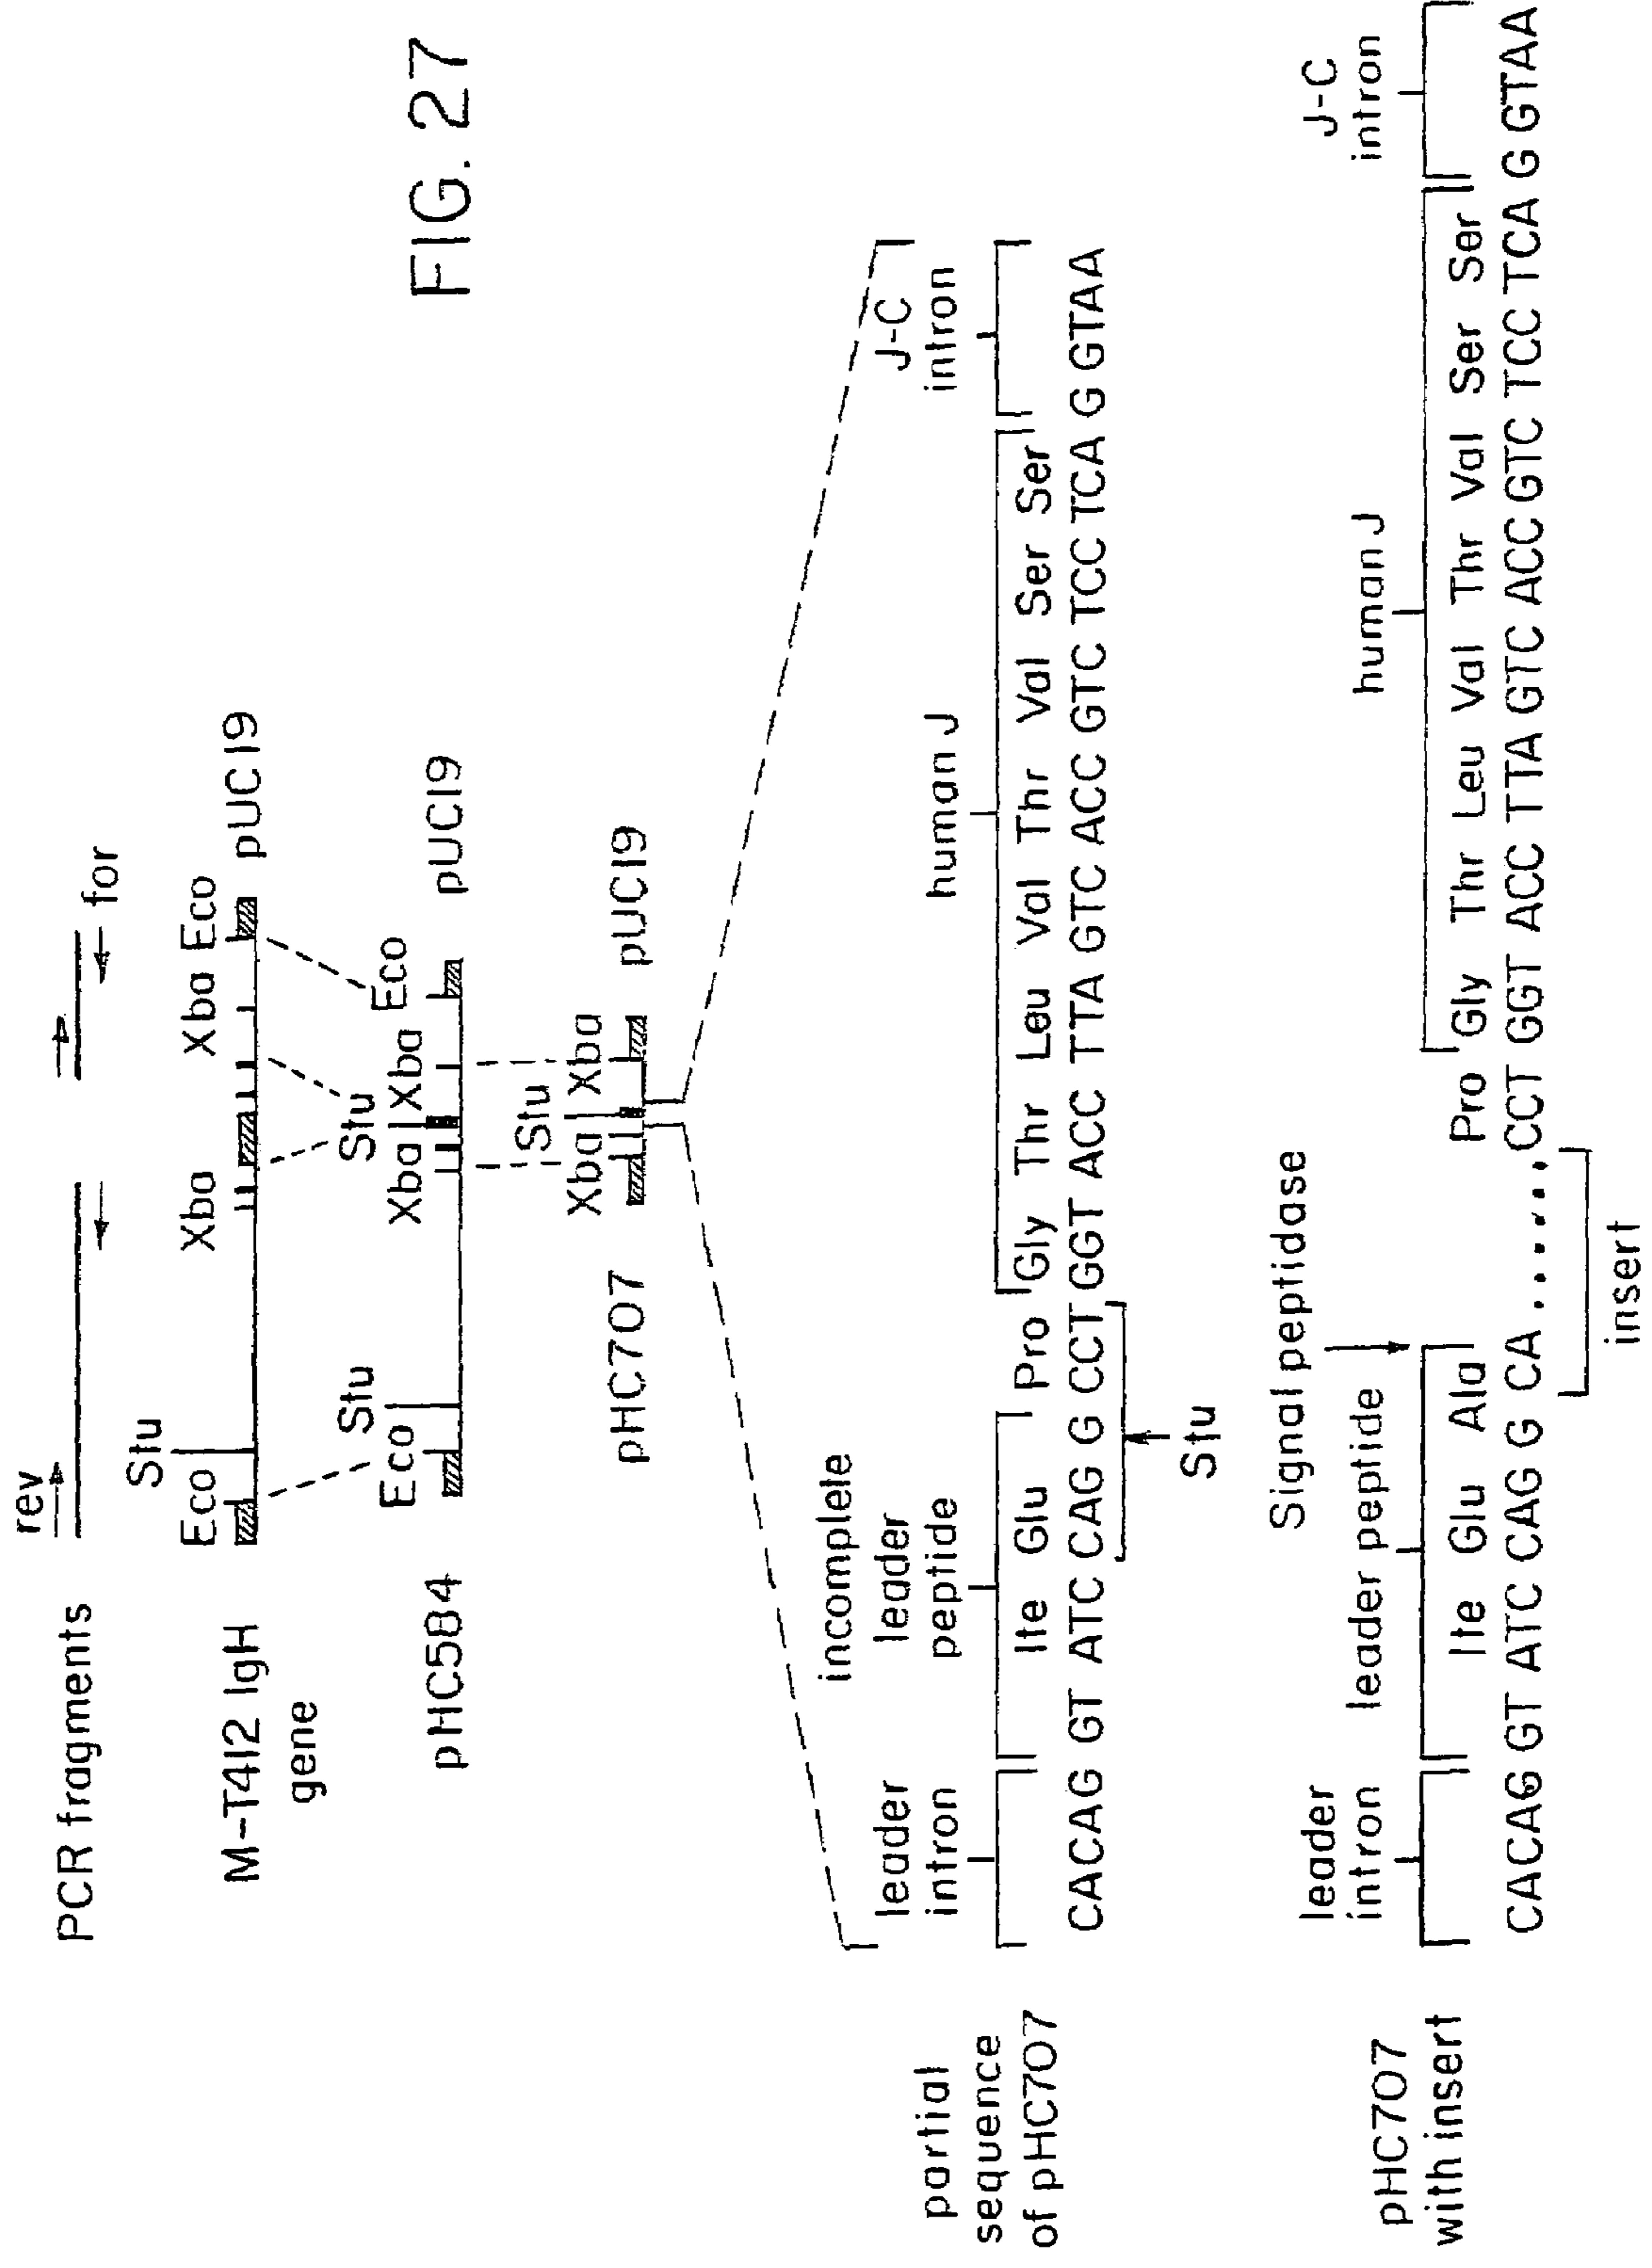 FIG. 27
PCR fragments
rev
for
M-T412 IgH
gene
Eco
Stu
Xba
Xba
Eco
pUC19
pHC584
Eco
Stu
Xba
Stu
Xba
Eco
pUC19
pHC707
Xba
Stu
Xba
pUC19
partial
sequence
of pHC707
leader
intron
incomplete
leader
peptide
human J
J-C
intron
Ite Glu Pro Gly Thr Leu Val Thr Val Ser Ser
CACAG GT ATC CAG G CCT GGT ACC TTA GTC ACC GTC TCC TCA G GTAA
Stu
pHC707
with insert
leader
intron
leader peptide
Signal peptidase
human J
J-C
intron
Ite Glu Ala Pro Gly Thr Leu Val Thr Val Ser Ser
CACAG GT ATC CAG G CA......CCT GGT ACC TTA GTC ACC GTC TCC TCA G GTAA
insert